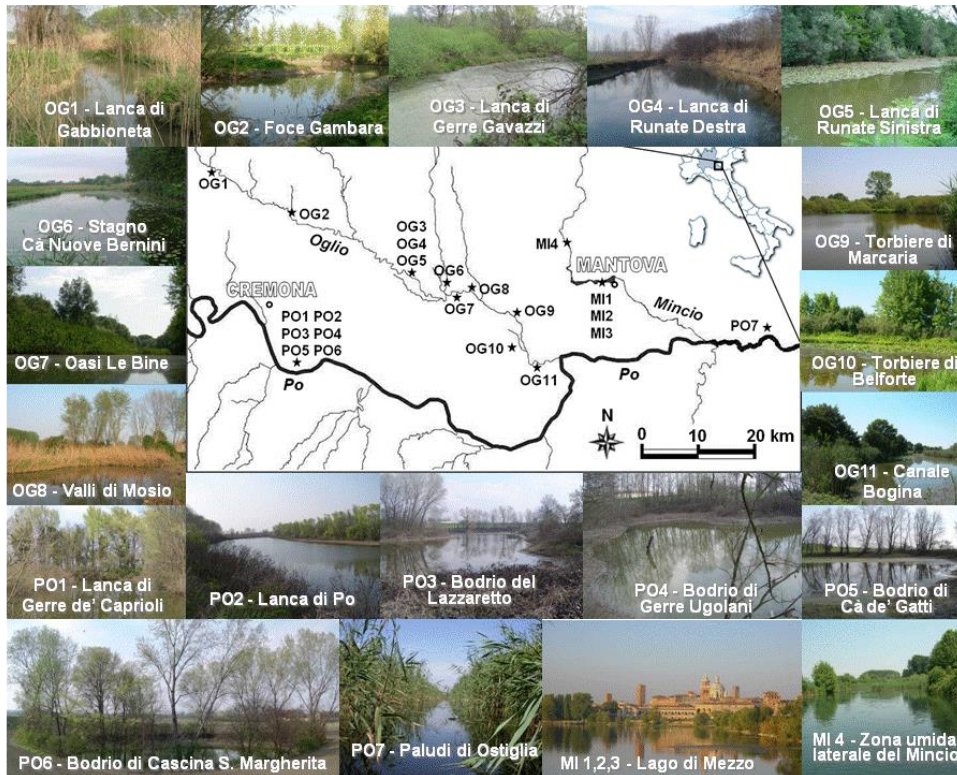 OG1 - Lanca di
Gabbioneta
OG2 - Foce Gambara
OG3 - Lanca di
Gerre Gavazzi
OG4 - Lanca di
Runate Destra
OG5 - Lanca di
Runate Sinistra
OG6 - Stagno
Cà Nuove Bernini
OG7 - Oasi Le Bine
OG8 - Valli di Mosio
OG1
OG2
Oglio
OG3
OG4
OG5
OG6
OG7
OG8
OG9
OG10
OG11
MI4
MANTOVA
MI1
MI2
MI3
Mincio
PO7
CREMONA
PO1 PO2
PO3 PO4
PO5 PO6
Po
Po
N
0 10 20 km
OG9 - Torbiere di
Marcaria
OG10 - Torbiere di
Belforte
OG11 - Canale
Bogina
PO1 - Lanca di
Gerre de' Caprioli
PO2 - Lanca di Po
PO3 - Bodrio del
Lazzaretto
PO4 - Bodrio di
Gerre Ugolani
PO5 - Bodrio di
Cà de' Gatti
PO6 - Bodrio di Cascina S. Margherita
PO7 - Paludi di Ostiglia
MI 1,2,3 - Lago di Mezzo
MI 4 - Zona umida
laterale del Mincio